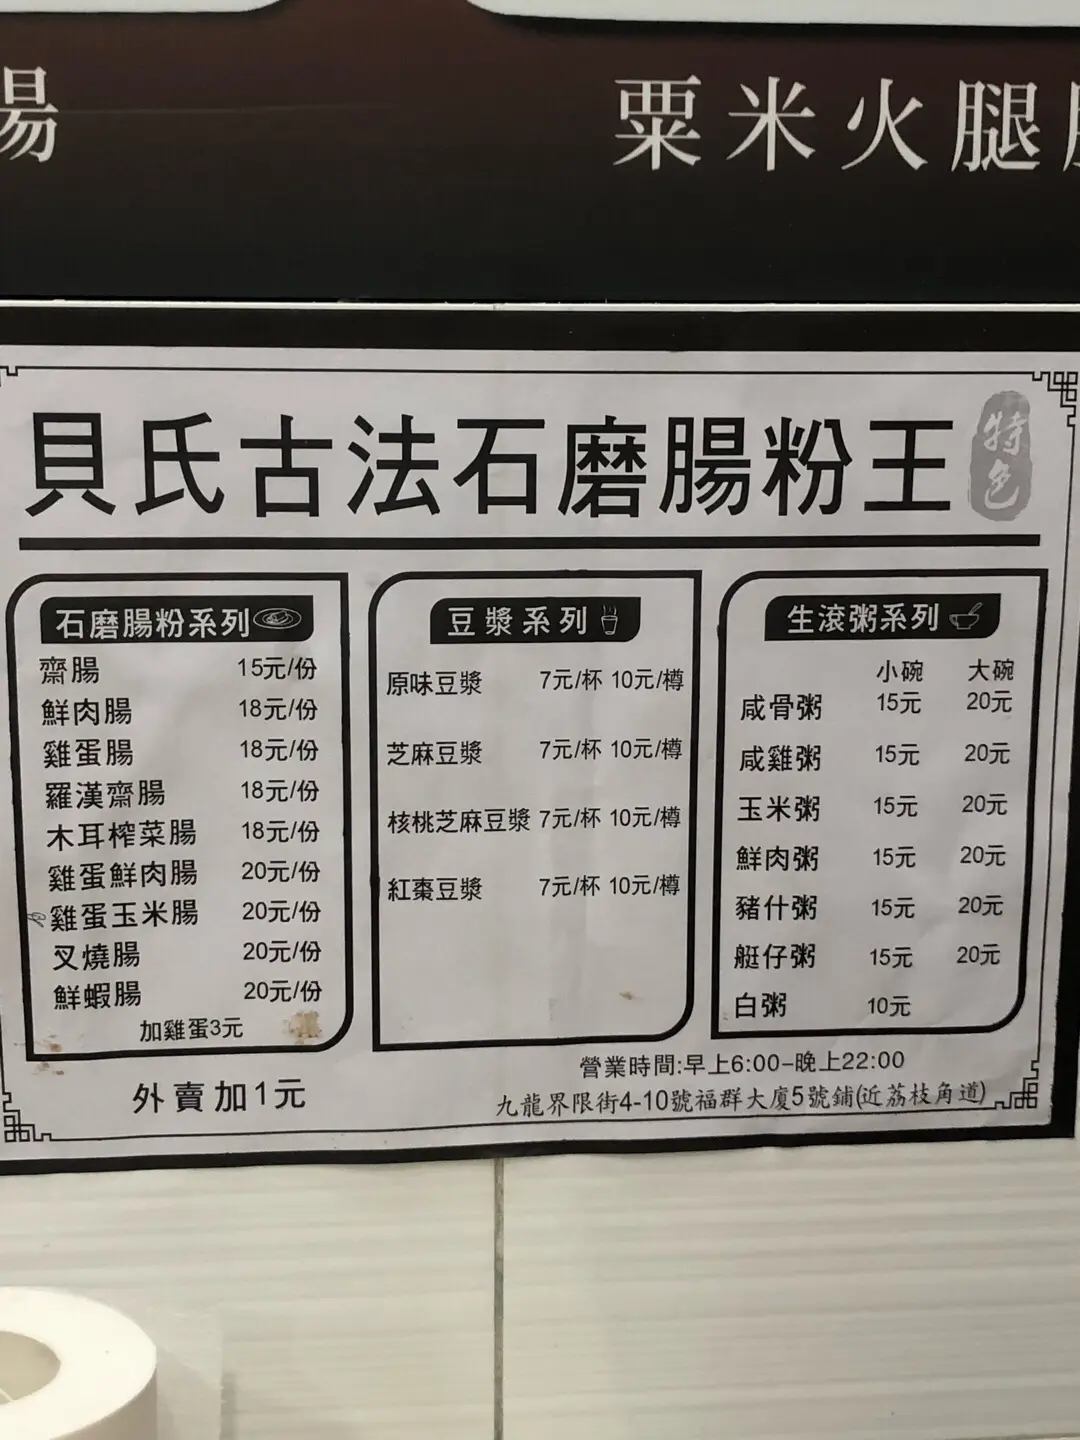 腸
粟米火腿
貝氏古法石磨腸粉王 特色
石磨腸粉系列
齋腸 15元/份
鮮肉腸 18元/份
雞蛋腸 18元/份
羅漢齋腸 18元/份
木耳榨菜腸 18元/份
雞蛋鮮肉腸 20元/份
雞蛋玉米腸 20元/份
叉燒腸 20元/份
鮮蝦腸 20元/份
加雞蛋3元
豆漿系列
原味豆漿 7元/杯 10元/樽
芝麻豆漿 7元/杯 10元/樽
核桃芝麻豆漿 7元/杯 10元/樽
紅棗豆漿 7元/杯 10元/樽
生滾粥系列
小碗 大碗
咸骨粥 15元 20元
咸雞粥 15元 20元
玉米粥 15元 20元
鮮肉粥 15元 20元
豬什粥 15元 20元
艇仔粥 15元 20元
白粥 10元
外賣加1元
營業時間:早上6:00-晚上22:00
九龍界限街4-10號福群大廈5號鋪(近荔枝角道)